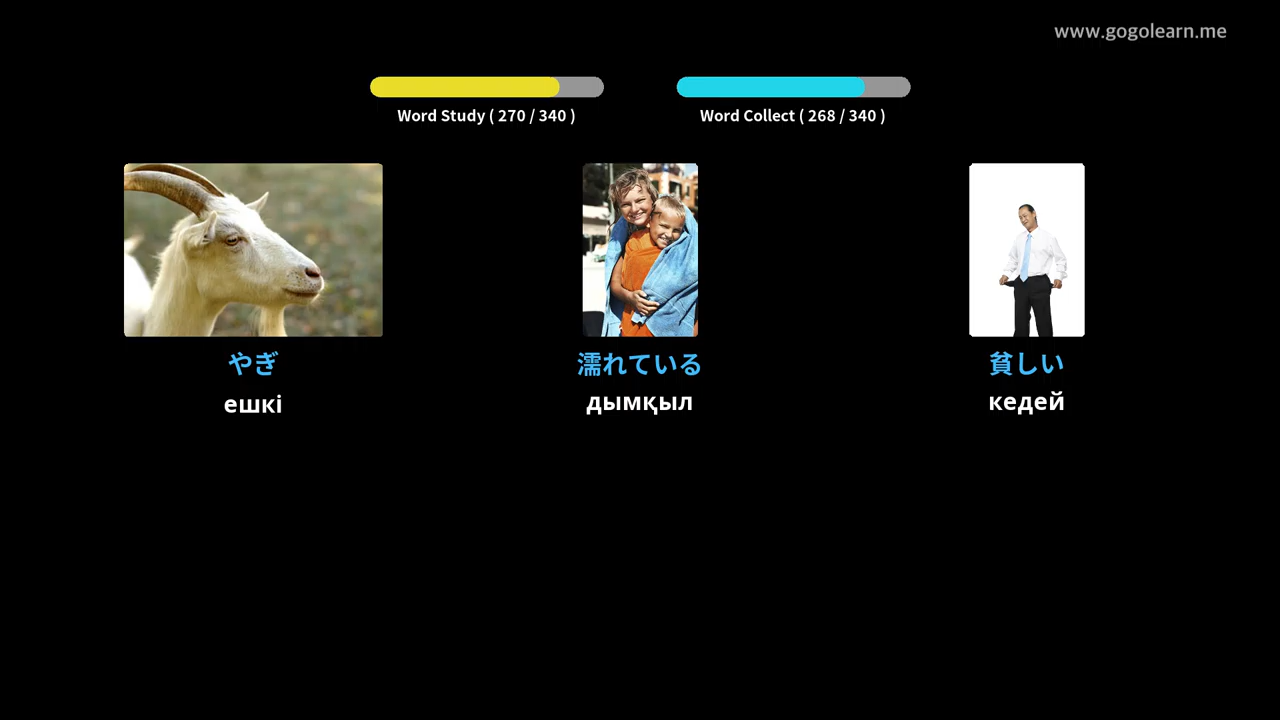 www.gogolearn.me
Word Study ( 270 / 340 )
Word Collect ( 268 / 340 )
やぎ
ешкі
濡れている
дымқыл
貧しい
кедей